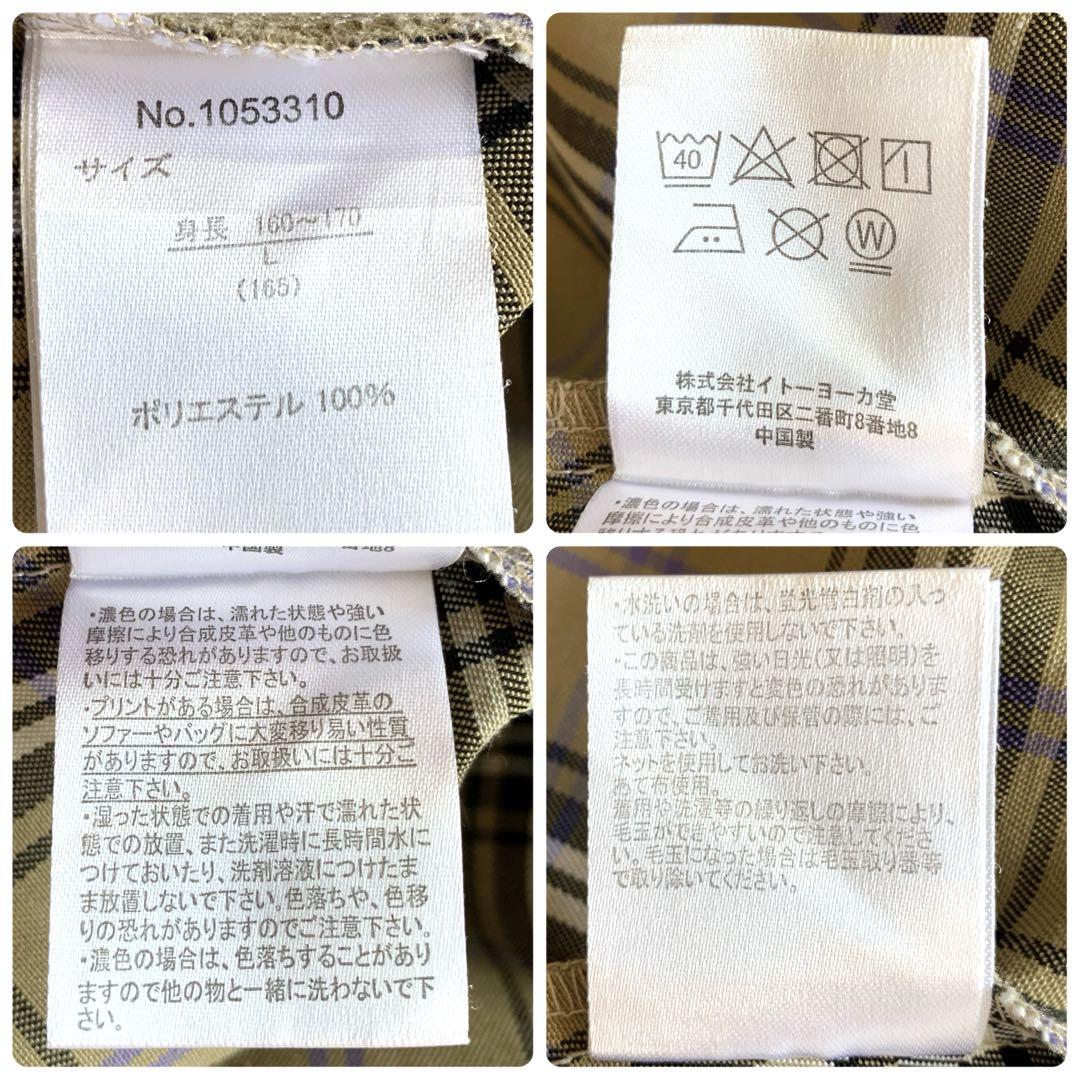 No.1053310
サイズ
身長 160～170
L
(165)
ポリエステル 100%
40
W
株式会社イトーヨーカ堂
東京都千代田区二番町8番地8
中国製
・濃色の場合は、濡れた状態や強い
摩擦により合成皮革や他のものに色
移りする恐れがありますので
中国製
・濃色の場合は、濡れた状態や強い
摩擦により合成皮革や他のものに色
移りする恐れがありますので、お取扱
いには十分ご注意下さい。
・プリントがある場合は、合成皮革の
ソファーやバッグに大変移り易い性質
がありますので、お取扱いには十分ご
注意下さい。
・湿った状態での着用や汗で濡れた状
態での放置、また洗濯時に長時間水に
つけておいたり、洗剤溶液につけたま
ま放置しないで下さい。色落ちや、色移
りの恐れがありますのでご注意下さい。
・濃色の場合は、色落ちすることがあり
ますので他の物と一緒に洗わないで下
さい。
・水洗いの場合は、蛍光増白剤の入っ
ている洗剤を使用しないで下さい
・この商品は、強い日光(又は照明)を
長時間受けますと変色の恐れがありま
すので、ご着用及び保管の際には、ご
注意下さい。
ネットを使用してお洗い下さい。
あて布使用。
着用や洗濯等の繰り返しの摩擦により、
毛玉ができやすいので注意してくださ
い。毛玉になった場合は毛玉取り器等
で取り除いてください。